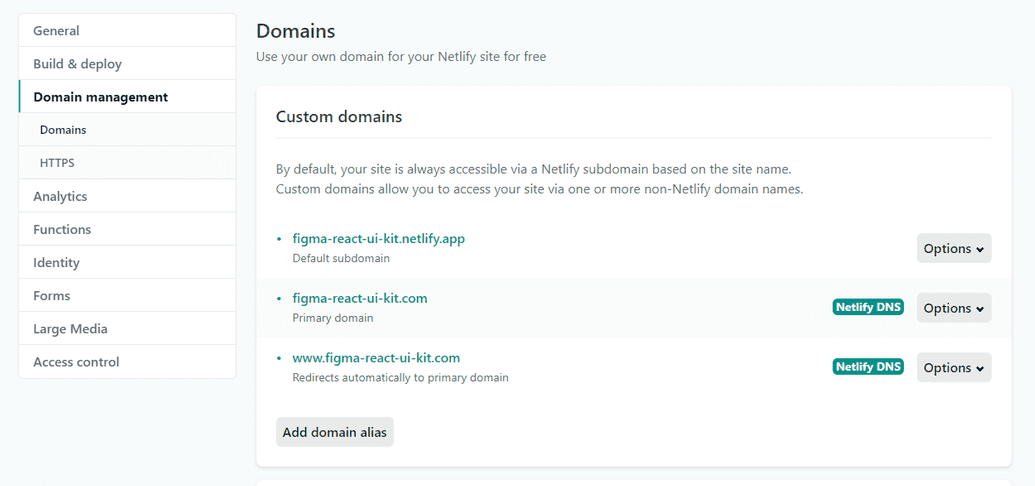 General
Build & deploy
Domain management
Domains
HTTPS
Analytics
Functions
Identity
Forms
Large Media
Access control
Domains
Use your own domain for your Netlify site for free
Custom domains
By default, your site is always accessible via a Netlify subdomain based on the site name.
Custom domains allow you to access your site via one or more non-Netlify domain names.
figma-react-ui-kit.netlify.app
Default subdomain
Options
figma-react-ui-kit.com
Primary domain
Netlify DNS
Options
www.figma-react-ui-kit.com
Redirects automatically to primary domain
Netlify DNS
Options
Add domain alias